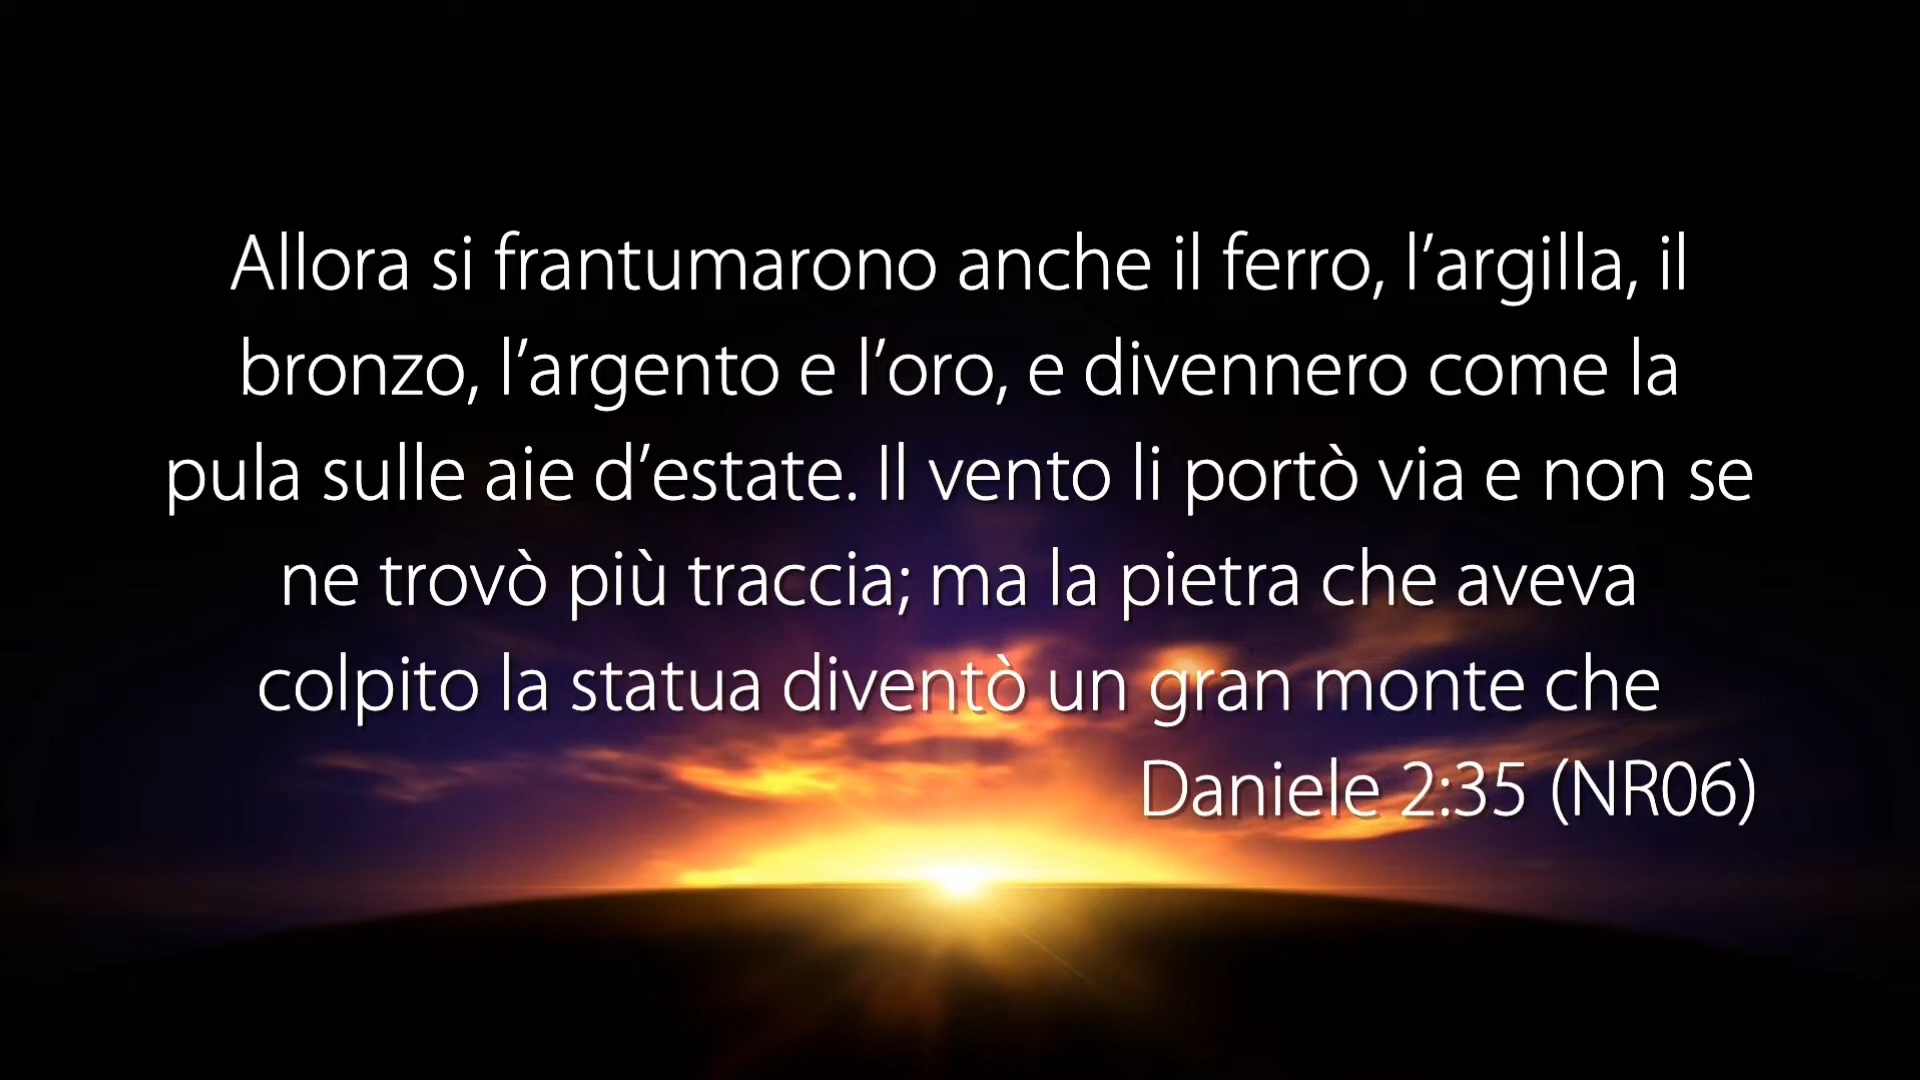 Allora si frantumarono anche il ferro, l’argilla, il
bronzo, l’argento e l’oro, e divennero come la
pula sulle aie d’estate. Il vento li portò via e non se
ne trovò più traccia; ma la pietra che aveva
colpito la statua diventò un gran monte che
Daniele 2:35 (NR06)